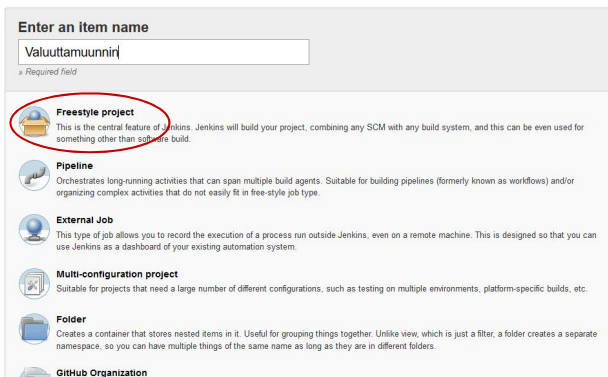 Enter an item name
Valuuttamuunnin
» Required field
Freestyle project
This is the central feature of Jenkins. Jenkins will build your project, combining any SCM with any build system, and this can be even used for
something other than software build.
Pipeline
Orchestrates long-running activities that can span multiple build agents. Suitable for building pipelines (formerly known as workflows) and/or
organizing complex activities that do not easily fit in free-style job type.
External Job
This type of job allows you to record the execution of a process run outside Jenkins, even on a remote machine. This is designed so that you can
use Jenkins as a dashboard of your existing automation system.
Multi-configuration project
Suitable for projects that need a large number of different configurations, such as testing on multiple environments, platform-specific builds, etc.
Folder
Creates a container that stores nested items in it. Useful for grouping things together. Unlike view, which is just a filter, a folder creates a separate
namespace, so you can have multiple things of the same name as long as they are in different folders.
GitHub Organization